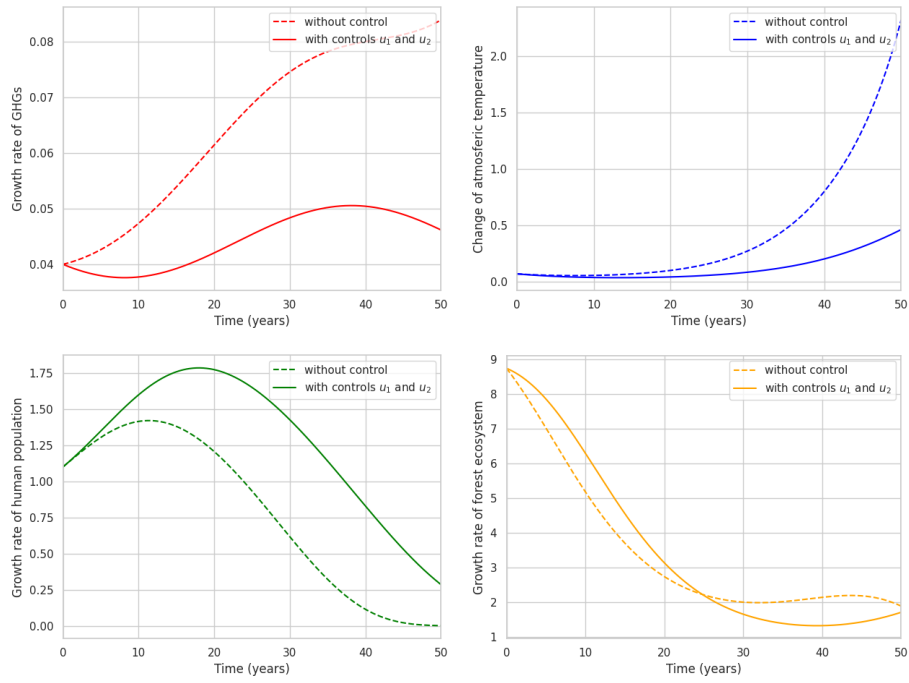 Growth rate of GHGs
0.08
0.07
0.06
0.05
0.04
without control
with controls u₁ and u₂
0 10 20 30 40 50
Time (years)
Change of atmosferic temperature
2.0
1.5
1.0
0.5
0.0
without control
with controls u₁ and u₂
0 10 20 30 40 50
Time (years)
Growth rate of human population
1.75
1.50
1.25
1.00
0.75
0.50
0.25
0.00
without control
with controls u₁ and u₂
0 10 20 30 40 50
Time (years)
Growth rate of forest ecosystem
9
8
7
6
5
4
3
2
1
without control
with controls u₁ and u₂
0 10 20 30 40 50
Time (years)